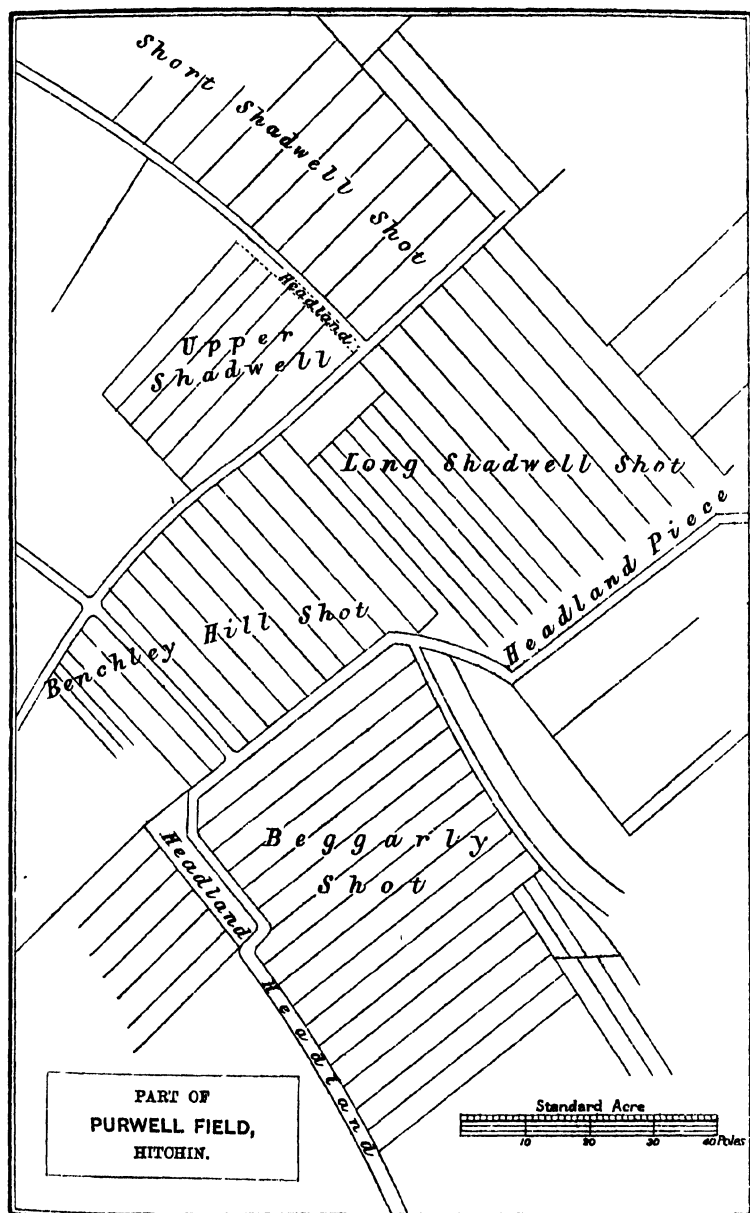 Short Shadwell Shot
Headland
Upper
Shadwell
Long Shadwell Shot
Headland Piece
Benchley Hill Shot
Beggarly
Shot
Headland
Headland
PART OF
PURWELL FIELD,
HITCHIN.
Standard Acre
10 20 30 40 Poles